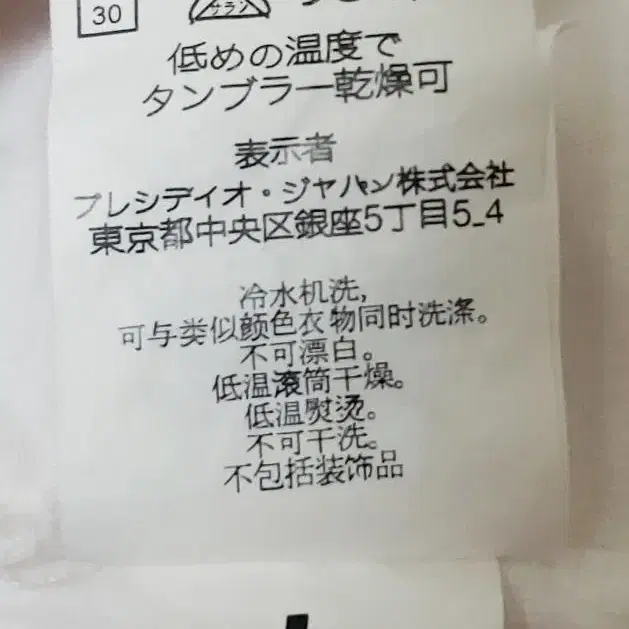 30
サラシ
低めの温度で
タンブラー乾燥可
表示者
プレシディオ・ジャパン株式会社
東京都中央区銀座5丁目5_4
冷水机洗,
可与类似颜色衣物同时洗涤。
不可漂白。
低温滚筒干燥。
低温熨烫。
不可干洗。
不包括装饰品